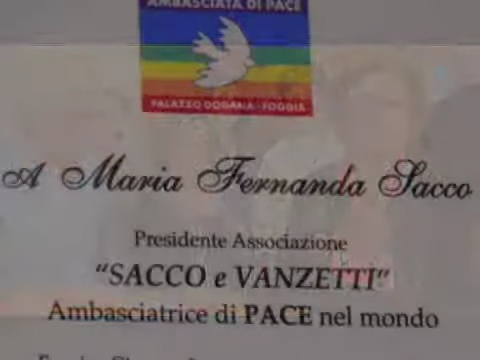 AMBASCIATA DI PACE
PALAZZO DOGANA - FOGGIA
A Maria Fernanda Sacco
Presidente Associazione
"SACCO e VANZETTI"
Ambasciatrice di PACE nel mondo